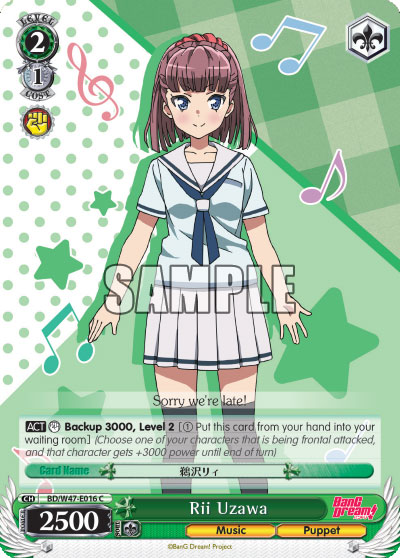 LEVEL
2
1
COST
SAMPLE
Sorry we're late!
ACT Backup 3000, Level 2 [① Put this card from your hand into your
waiting room] (Choose one of your characters that is being frontal attacked,
and that character gets +3000 power until end of turn)
Card Name 鵜沢リィ
CH BD/W47-E016 C
Rii Uzawa
BanG Dream!
POWER 2500 SOUL
Music Puppet
©BanG Dream! Project